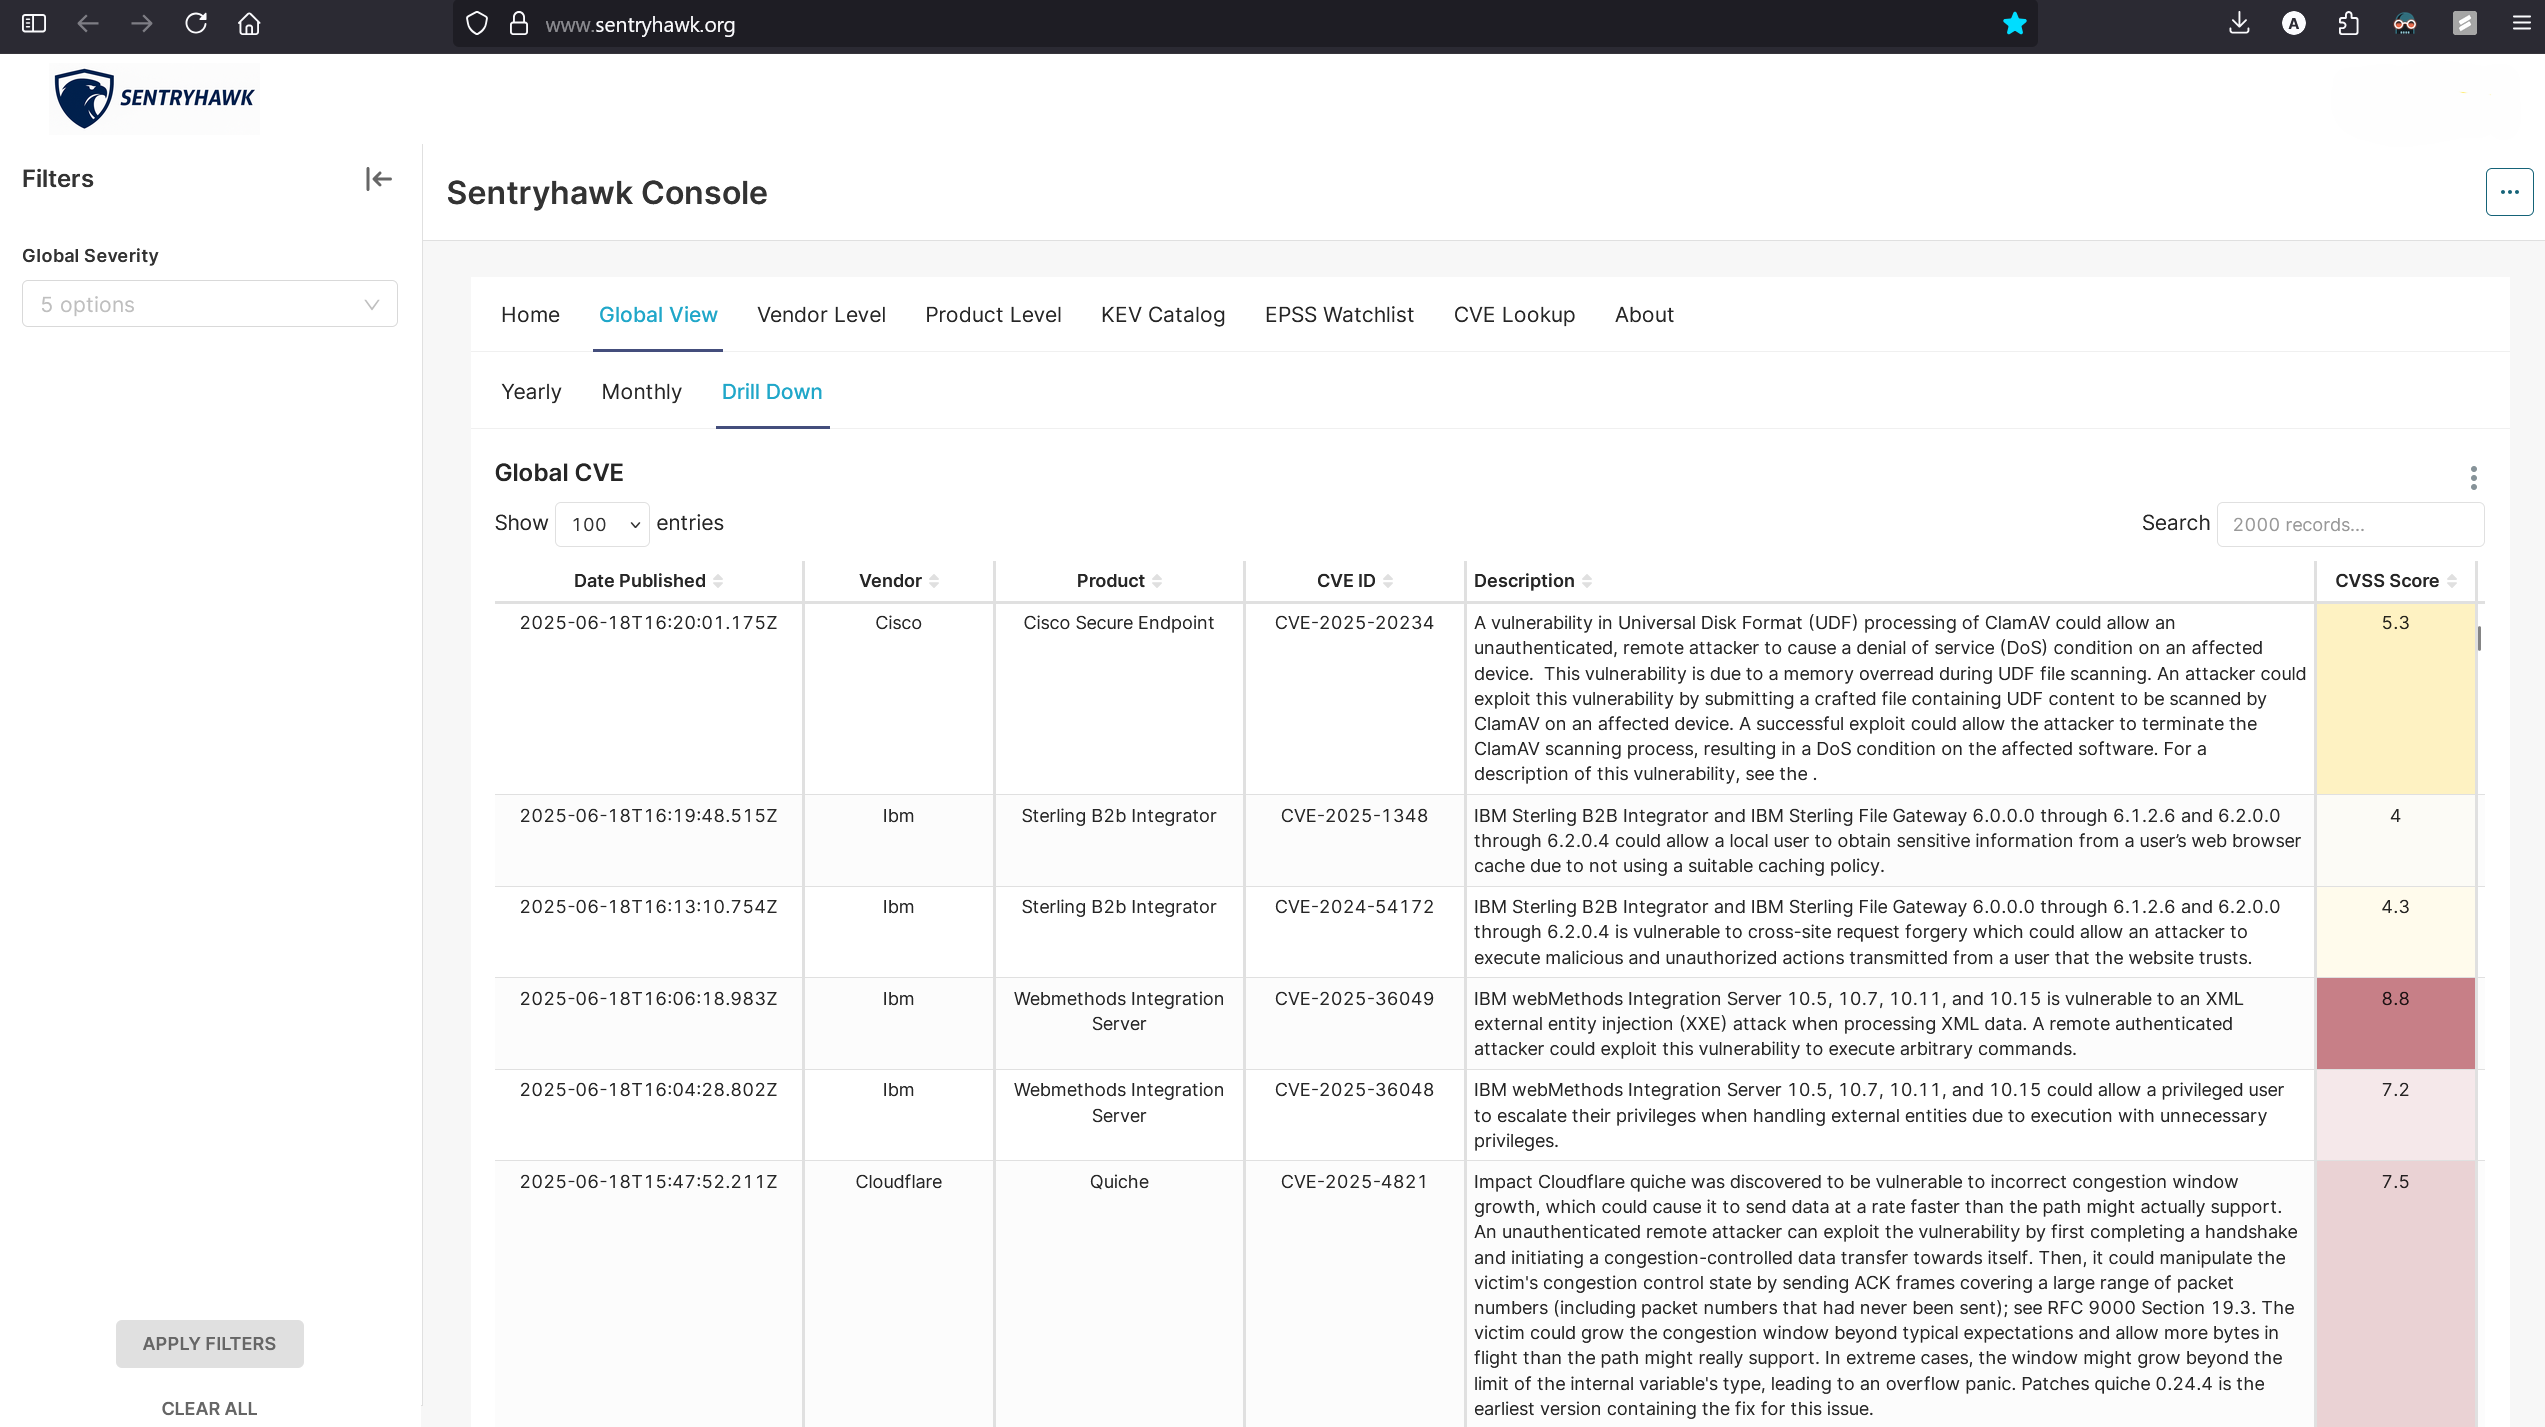 www.sentryhawk.org
SENTRYHAWK
Filters
Global Severity
5 options
APPLY FILTERS
CLEAR ALL
Sentryhawk Console
Home Global View Vendor Level Product Level KEV Catalog EPSS Watchlist CVE Lookup About
Yearly Monthly Drill Down
Global CVE
Show 100 entries Search 2000 records...
Date Published Vendor Product CVE ID Description CVSS Score
2025-06-18T16:20:01.175Z Cisco Cisco Secure Endpoint CVE-2025-20234 A vulnerability in Universal Disk Format (UDF) processing of ClamAV could allow an 5.3
unauthenticated, remote attacker to cause a denial of service (DoS) condition on an affected
device.  This vulnerability is due to a memory overread during UDF file scanning. An attacker could
exploit this vulnerability by submitting a crafted file containing UDF content to be scanned by
ClamAV on an affected device. A successful exploit could allow the attacker to terminate the
ClamAV scanning process, resulting in a DoS condition on the affected software. For a
description of this vulnerability, see the .
2025-06-18T16:19:48.515Z Ibm Sterling B2b Integrator CVE-2025-1348 IBM Sterling B2B Integrator and IBM Sterling File Gateway 6.0.0.0 through 6.1.2.6 and 6.2.0.0 4
through 6.2.0.4 could allow a local user to obtain sensitive information from a user’s web browser
cache due to not using a suitable caching policy.
2025-06-18T16:13:10.754Z Ibm Sterling B2b Integrator CVE-2024-54172 IBM Sterling B2B Integrator and IBM Sterling File Gateway 6.0.0.0 through 6.1.2.6 and 6.2.0.0 4.3
through 6.2.0.4 is vulnerable to cross-site request forgery which could allow an attacker to
execute malicious and unauthorized actions transmitted from a user that the website trusts.
2025-06-18T16:06:18.983Z Ibm Webmethods Integration CVE-2025-36049 IBM webMethods Integration Server 10.5, 10.7, 10.11, and 10.15 is vulnerable to an XML 8.8
Server external entity injection (XXE) attack when processing XML data. A remote authenticated
attacker could exploit this vulnerability to execute arbitrary commands.
2025-06-18T16:04:28.802Z Ibm Webmethods Integration CVE-2025-36048 IBM webMethods Integration Server 10.5, 10.7, 10.11, and 10.15 could allow a privileged user 7.2
Server to escalate their privileges when handling external entities due to execution with unnecessary
privileges.
2025-06-18T15:47:52.211Z Cloudflare Quiche CVE-2025-4821 Impact Cloudflare quiche was discovered to be vulnerable to incorrect congestion window 7.5
growth, which could cause it to send data at a rate faster than the path might actually support.
An unauthenticated remote attacker can exploit the vulnerability by first completing a handshake
and initiating a congestion-controlled data transfer towards itself. Then, it could manipulate the
victim's congestion control state by sending ACK frames covering a large range of packet
numbers (including packet numbers that had never been sent); see RFC 9000 Section 19.3. The
victim could grow the congestion window beyond typical expectations and allow more bytes in
flight than the path might really support. In extreme cases, the window might grow beyond the
limit of the internal variable's type, leading to an overflow panic. Patches quiche 0.24.4 is the
earliest version containing the fix for this issue.